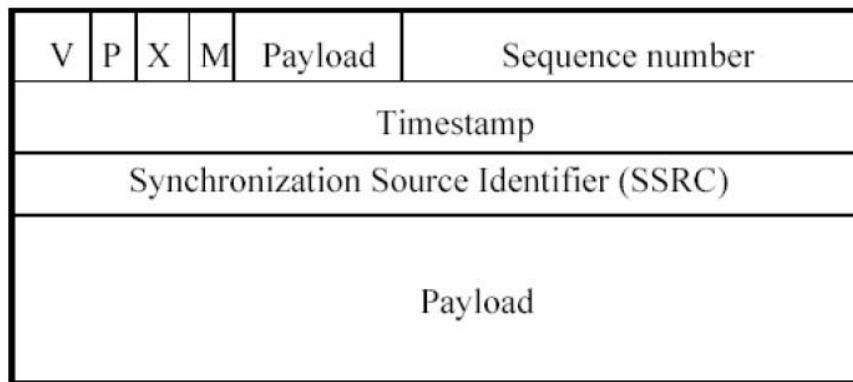 V P X M Payload Sequence number
Timestamp
Synchronization Source Identifier (SSRC)
Payload